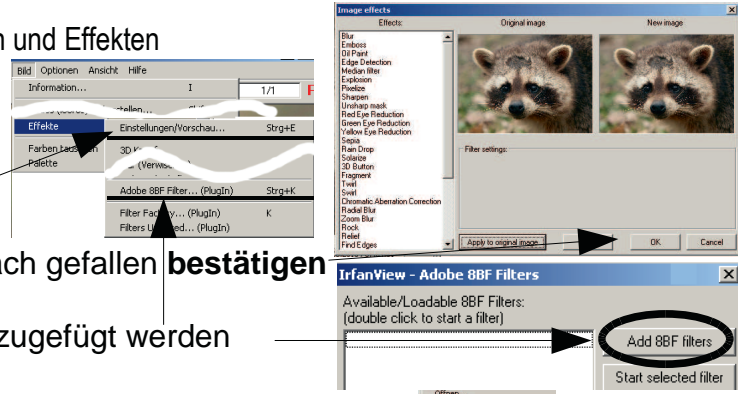 n und Effekten
Bild Optionen Ansicht Hilfe
Information... I
1/1
Effekte
Einstellungen/Vorschau... Strg+E
Farben
Palette
Adobe 8BF Filter... (PlugIn) Strg+K
Filter (PlugIn) K
Filters (PlugIn)
Image effects
Effects: Original image New image
Blur
Emboss
Oil Paint
Edge Detection
Median filter
Explosion
Pixelize
Sharpen
Unsharp mask
Red Eye Reduction
Green Eye Reduction
Yellow Eye Reduction
Sepia
Rain Drop
Solarize
3D Button
Fragment
Twirl
Swirl
Chromatic Aberration Correction
Radial Blur
Zoom Blur
Rock
Relief
Find Edges
Filter settings:
Apply to original image OK Cancel
ach gefallen bestätigen
IrfanView - Adobe 8BF Filters
Available/Loadable 8BF Filters:
(double click to start a filter)
Add 8BF filters
Start selected filter
zugefügt werden